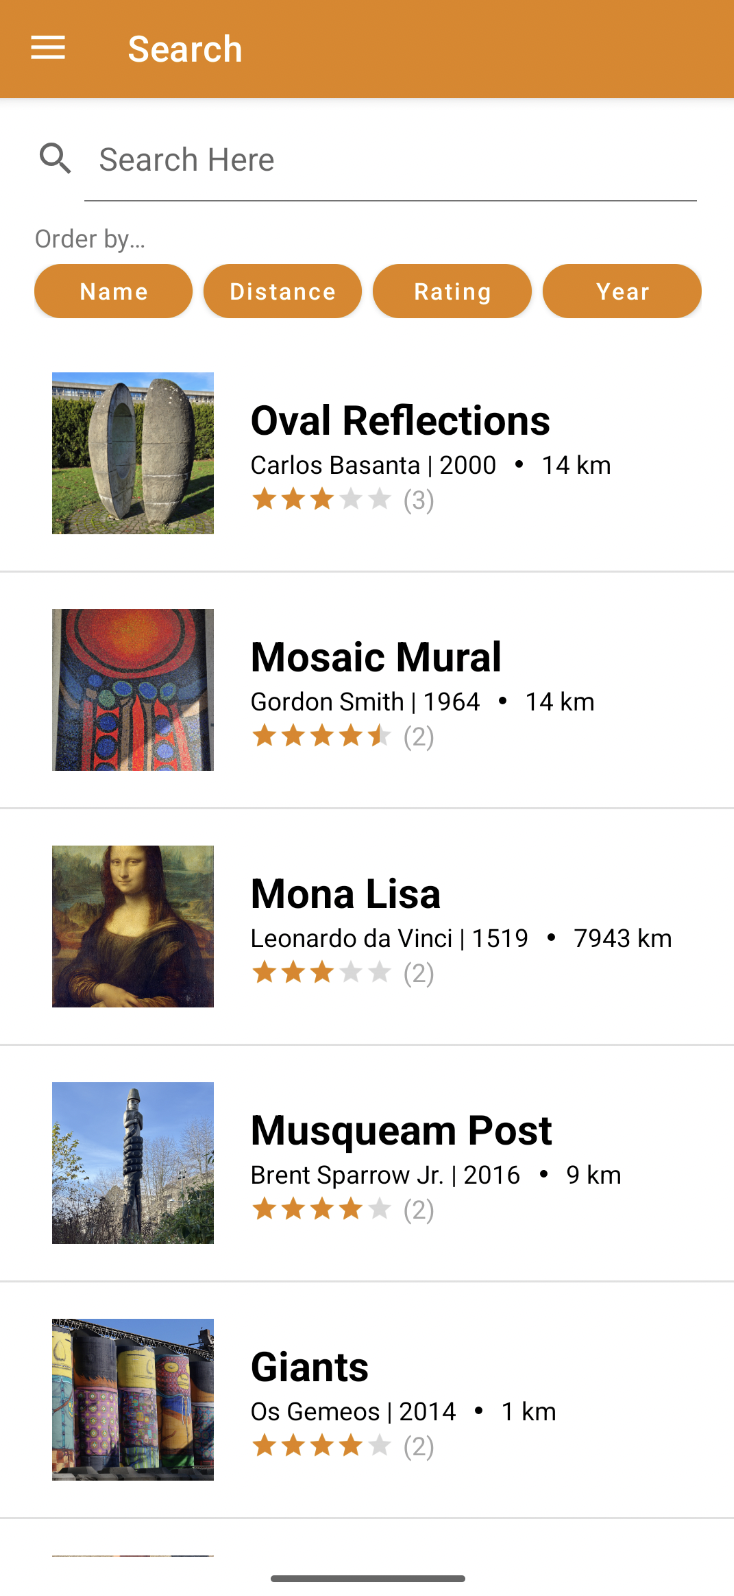 Search
Search Here
Order by...
Name Distance Rating Year
Oval Reflections
Carlos Basanta | 2000 • 14 km
(3)
Mosaic Mural
Gordon Smith | 1964 • 14 km
(2)
Mona Lisa
Leonardo da Vinci | 1519 • 7943 km
(2)
Musqueam Post
Brent Sparrow Jr. | 2016 • 9 km
(2)
Giants
Os Gemeos | 2014 • 1 km
(2)